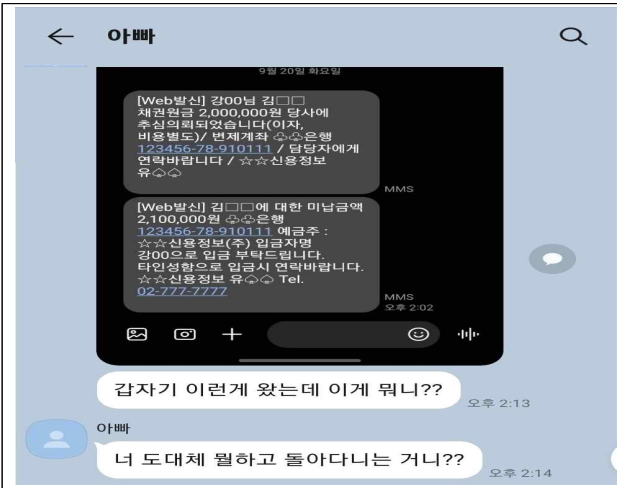 아빠
9월 20일 화요일
[Web발신] 강00님 김□□
채권원금 2,000,000원 당사에
추심의뢰되었습니다(이자,
비용별도)/ 변제계좌 ♧♧은행
123456-78-910111 / 담당자에게
연락바랍니다 / ☆☆신용정보
유♤♤
MMS
[Web발신] 김□□에 대한 미납금액
2,100,000원 ♧♧은행
123456-78-910111 예금주 :
☆☆신용정보(주) 입금자명
강00으로 입금 부탁드립니다.
타인성함으로 입금시 연락바랍니다.
☆☆신용정보 유♤♤ Tel.
02-777-7777
MMS
오후 2:02
갑자기 이런게 왔는데 이게 뭐니??
오후 2:13
아빠
너 도대체 뭘하고 돌아다니는 거니??
오후 2:14